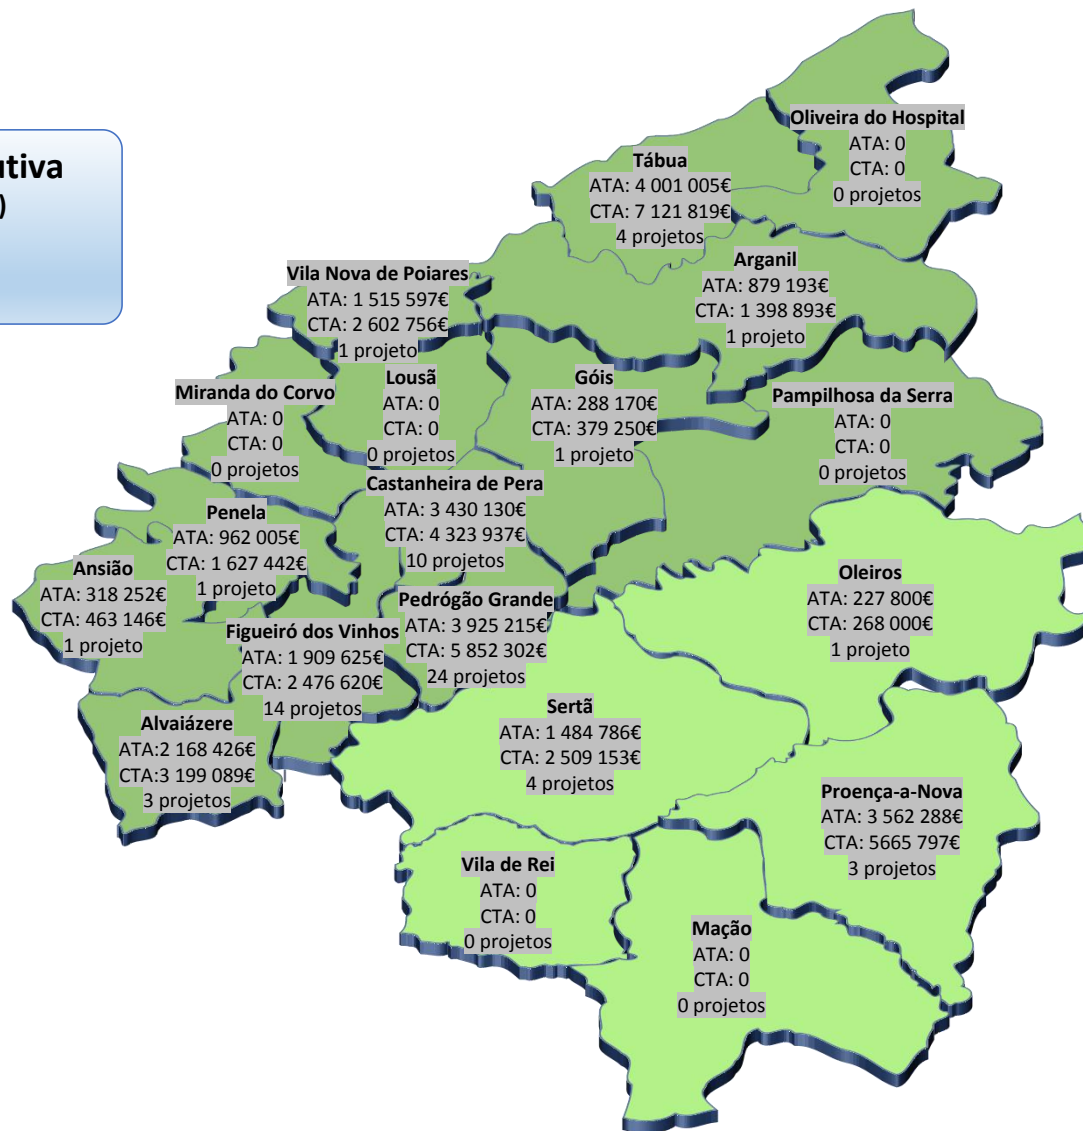 utiva
)
Oliveira do Hospital
ATA: 0
CTA: 0
0 projetos
Tábua
ATA: 4 001 005€
CTA: 7 121 819€
4 projetos
Arganil
ATA: 879 193€
CTA: 1 398 893€
1 projeto
Vila Nova de Poiares
ATA: 1 515 597€
CTA: 2 602 756€
1 projeto
Miranda do Corvo
ATA: 0
CTA: 0
0 projetos
Lousã
ATA: 0
CTA: 0
0 projetos
Góis
ATA: 288 170€
CTA: 379 250€
1 projeto
Pampilhosa da Serra
ATA: 0
CTA: 0
0 projetos
Castanheira de Pera
ATA: 3 430 130€
CTA: 4 323 937€
10 projetos
Penela
ATA: 962 005€
CTA: 1 627 442€
1 projeto
Ansião
ATA: 318 252€
CTA: 463 146€
1 projeto
Pedrógão Grande
ATA: 3 925 215€
CTA: 5 852 302€
24 projetos
Oleiros
ATA: 227 800€
CTA: 268 000€
1 projeto
Figueiró dos Vinhos
ATA: 1 909 625€
CTA: 2 476 620€
14 projetos
Alvaiázere
ATA:2 168 426€
CTA:3 199 089€
3 projetos
Sertã
ATA: 1 484 786€
CTA: 2 509 153€
4 projetos
Proença-a-Nova
ATA: 3 562 288€
CTA: 5665 797€
3 projetos
Vila de Rei
ATA: 0
CTA: 0
0 projetos
Mação
ATA: 0
CTA: 0
0 projetos